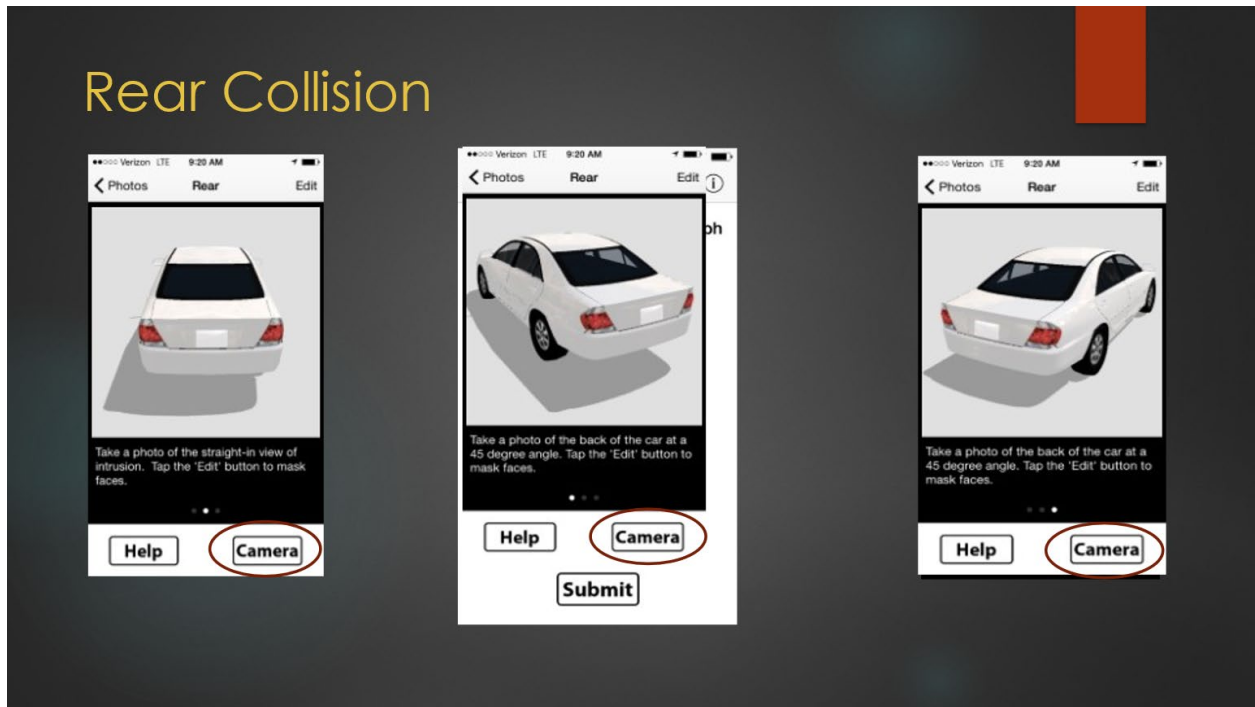 Rear Collision
Verizon LTE 9:20 AM
Photos Rear Edit
Take a photo of the straight-in view of
intrusion. Tap the 'Edit' button to mask
faces.
Help Camera
Verizon LTE 9:20 AM
Photos Rear Edit
ph
Take a photo of the back of the car at a
45 degree angle. Tap the 'Edit' button to
mask faces.
Help Camera
Submit
Verizon LTE 9:20 AM
Photos Rear Edit
Take a photo of the back of the car at a
45 degree angle. Tap the 'Edit' button to
mask faces.
Help Camera